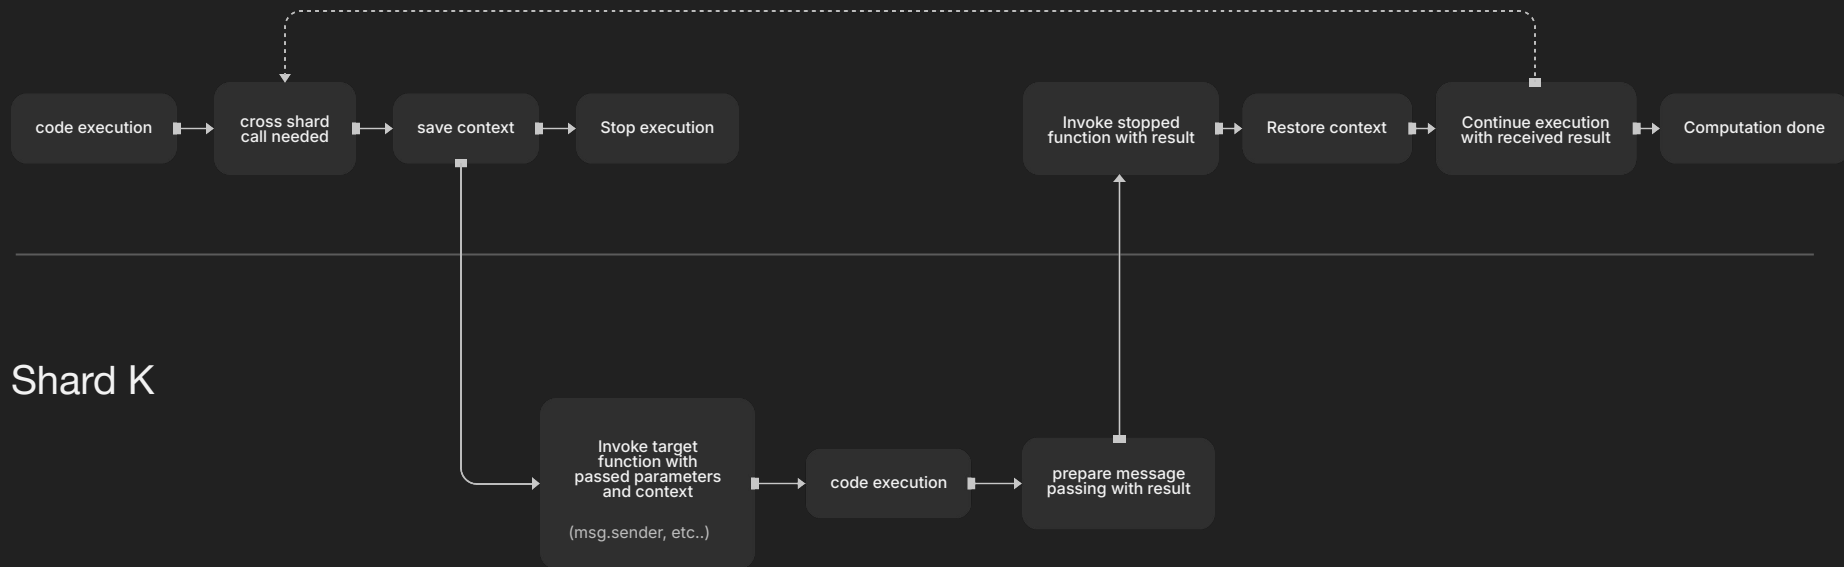 code execution
cross shard
call needed
save context
Stop execution
Invoke stopped
function with result
Restore context
Continue execution
with received result
Computation done
Shard K
Invoke target
function with
passed parameters
and context
(msg.sender, etc..)
code execution
prepare message
passing with result